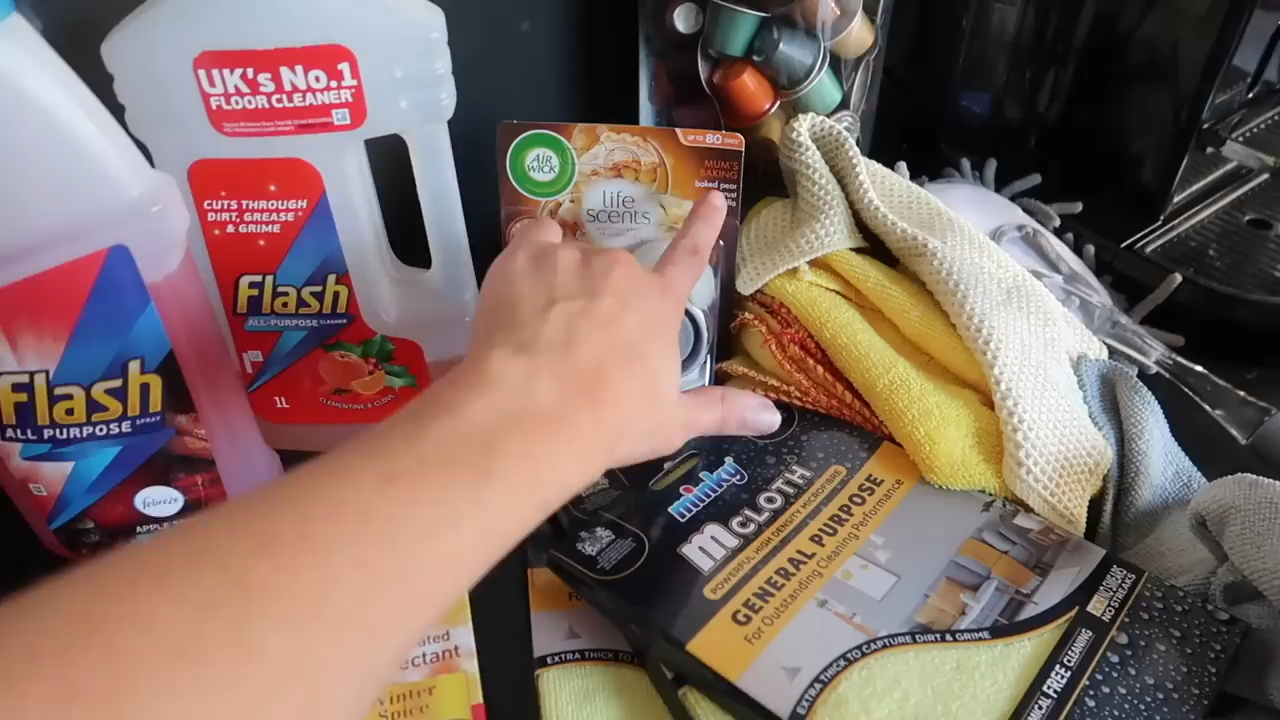 UK's No.1
FLOOR CLEANER*
CUTS THROUGH
DIRT, GREASE*
& GRIME
Flash
ALL-PURPOSE CLEANER
1L
CLEMENTINE & CLOVE
Flash
ALL PURPOSE SPRAY
febreze
APPLE
AIR
WICK
UP TO 80 DAYS*
MUM'S
BAKING
baked pear
life
scents
minky
M CLOTH
POWERFUL HIGH DENSITY MICROFIBRE
GENERAL PURPOSE
For Outstanding Cleaning Performance
EXTRA THICK TO CAPTURE DIRT & GRIME
NO SMEARS
NO STREAKS
FREE CLEANING
EXTRA THICK TO
Spice